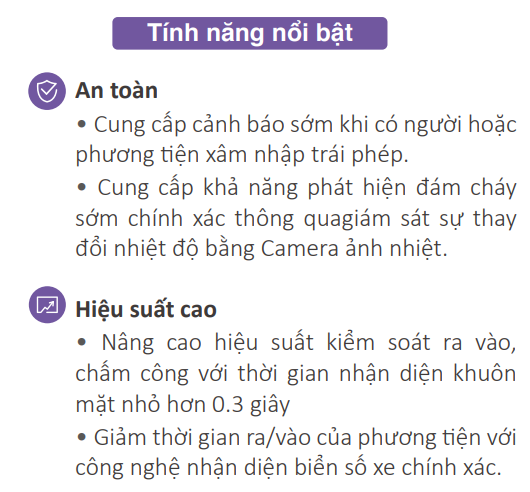 Tính năng nổi bật
An toàn
• Cung cấp cảnh báo sớm khi có người hoặc
phương tiện xâm nhập trái phép.
• Cung cấp khả năng phát hiện đám cháy
sớm chính xác thông quagiám sát sự thay
đổi nhiệt độ bằng Camera ảnh nhiệt.
Hiệu suất cao
• Nâng cao hiệu suất kiểm soát ra vào,
chấm công với thời gian nhận diện khuôn
mặt nhỏ hơn 0.3 giây
• Giảm thời gian ra/vào của phương tiện với
công nghệ nhận diện biển số xe chính xác.